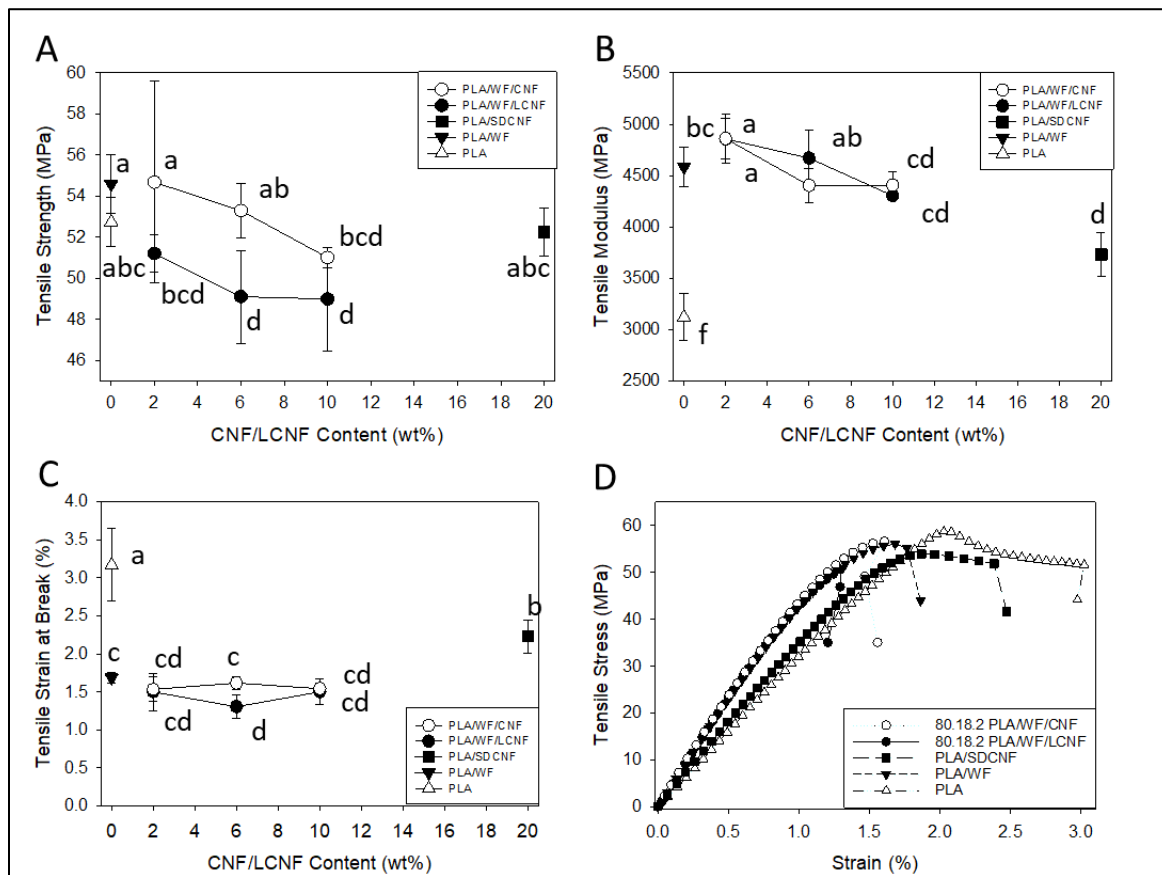 A
60
58
56
54
52
50
48
46
Tensile Strength (MPa)
PLA/WF/CNF
PLA/WF/LCNF
PLA/SDCNF
PLA/WF
PLA
a
a
ab
bcd
abc
bcd
d
d
abc
0 2 4 6 8 10 12 14 16 18 20
CNF/LCNF Content (wt%)
B
5500
5000
4500
4000
3500
3000
2500
Tensile Modulus (MPa)
PLA/WF/CNF
PLA/WF/LCNF
PLA/SDCNF
PLA/WF
PLA
bc
a
ab
cd
a
cd
d
f
0 2 4 6 8 10 12 14 16 18 20
CNF/LCNF Content (wt%)
C
4.0
3.5
3.0
2.5
2.0
1.5
1.0
0.5
0.0
Tensile Strain at Break (%)
a
b
c
cd
c
cd
cd
d
cd
PLA/WF/CNF
PLA/WF/LCNF
PLA/SDCNF
PLA/WF
PLA
0 2 4 6 8 10 12 14 16 18 20
CNF/LCNF Content (wt%)
D
60
50
40
30
20
10
0
Tensile Stress (MPa)
80.18.2 PLA/WF/CNF
80.18.2 PLA/WF/LCNF
PLA/SDCNF
PLA/WF
PLA
0.0 0.5 1.0 1.5 2.0 2.5 3.0
Strain (%)